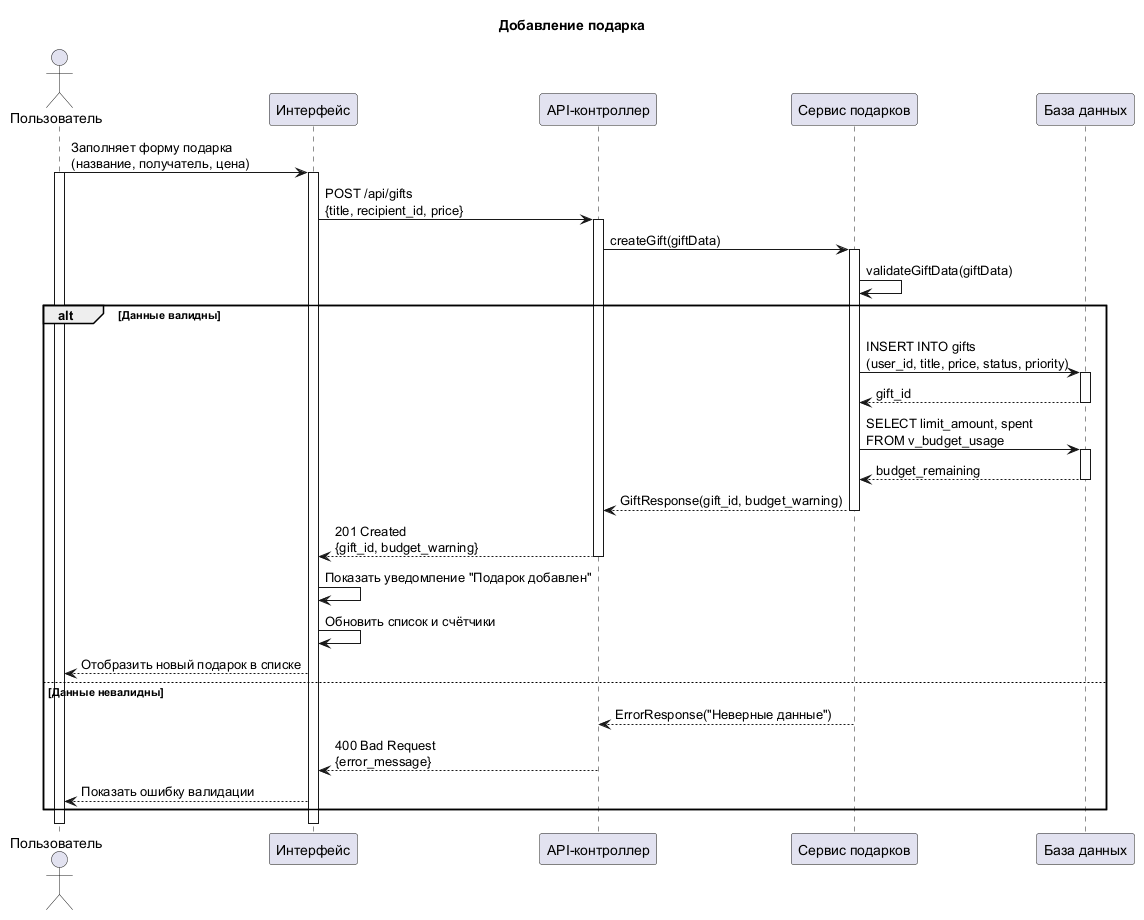 Добавление подарка
Пользователь
Интерфейс
API-контроллер
Сервис подарков
База данных
Заполняет форму подарка
(название, получатель, цена)
POST /api/gifts
{title, recipient_id, price}
createGift(giftData)
validateGiftData(giftData)
alt
[Данные валидны]
INSERT INTO gifts
(user_id, title, price, status, priority)
gift_id
SELECT limit_amount, spent
FROM v_budget_usage
budget_remaining
GiftResponse(gift_id, budget_warning)
201 Created
{gift_id, budget_warning}
Показать уведомление "Подарок добавлен"
Обновить список и счётчики
Отобразить новый подарок в списке
[Данные невалидны]
ErrorResponse("Неверные данные")
400 Bad Request
{error_message}
Показать ошибку валидации
Пользователь
Интерфейс
API-контроллер
Сервис подарков
База данных